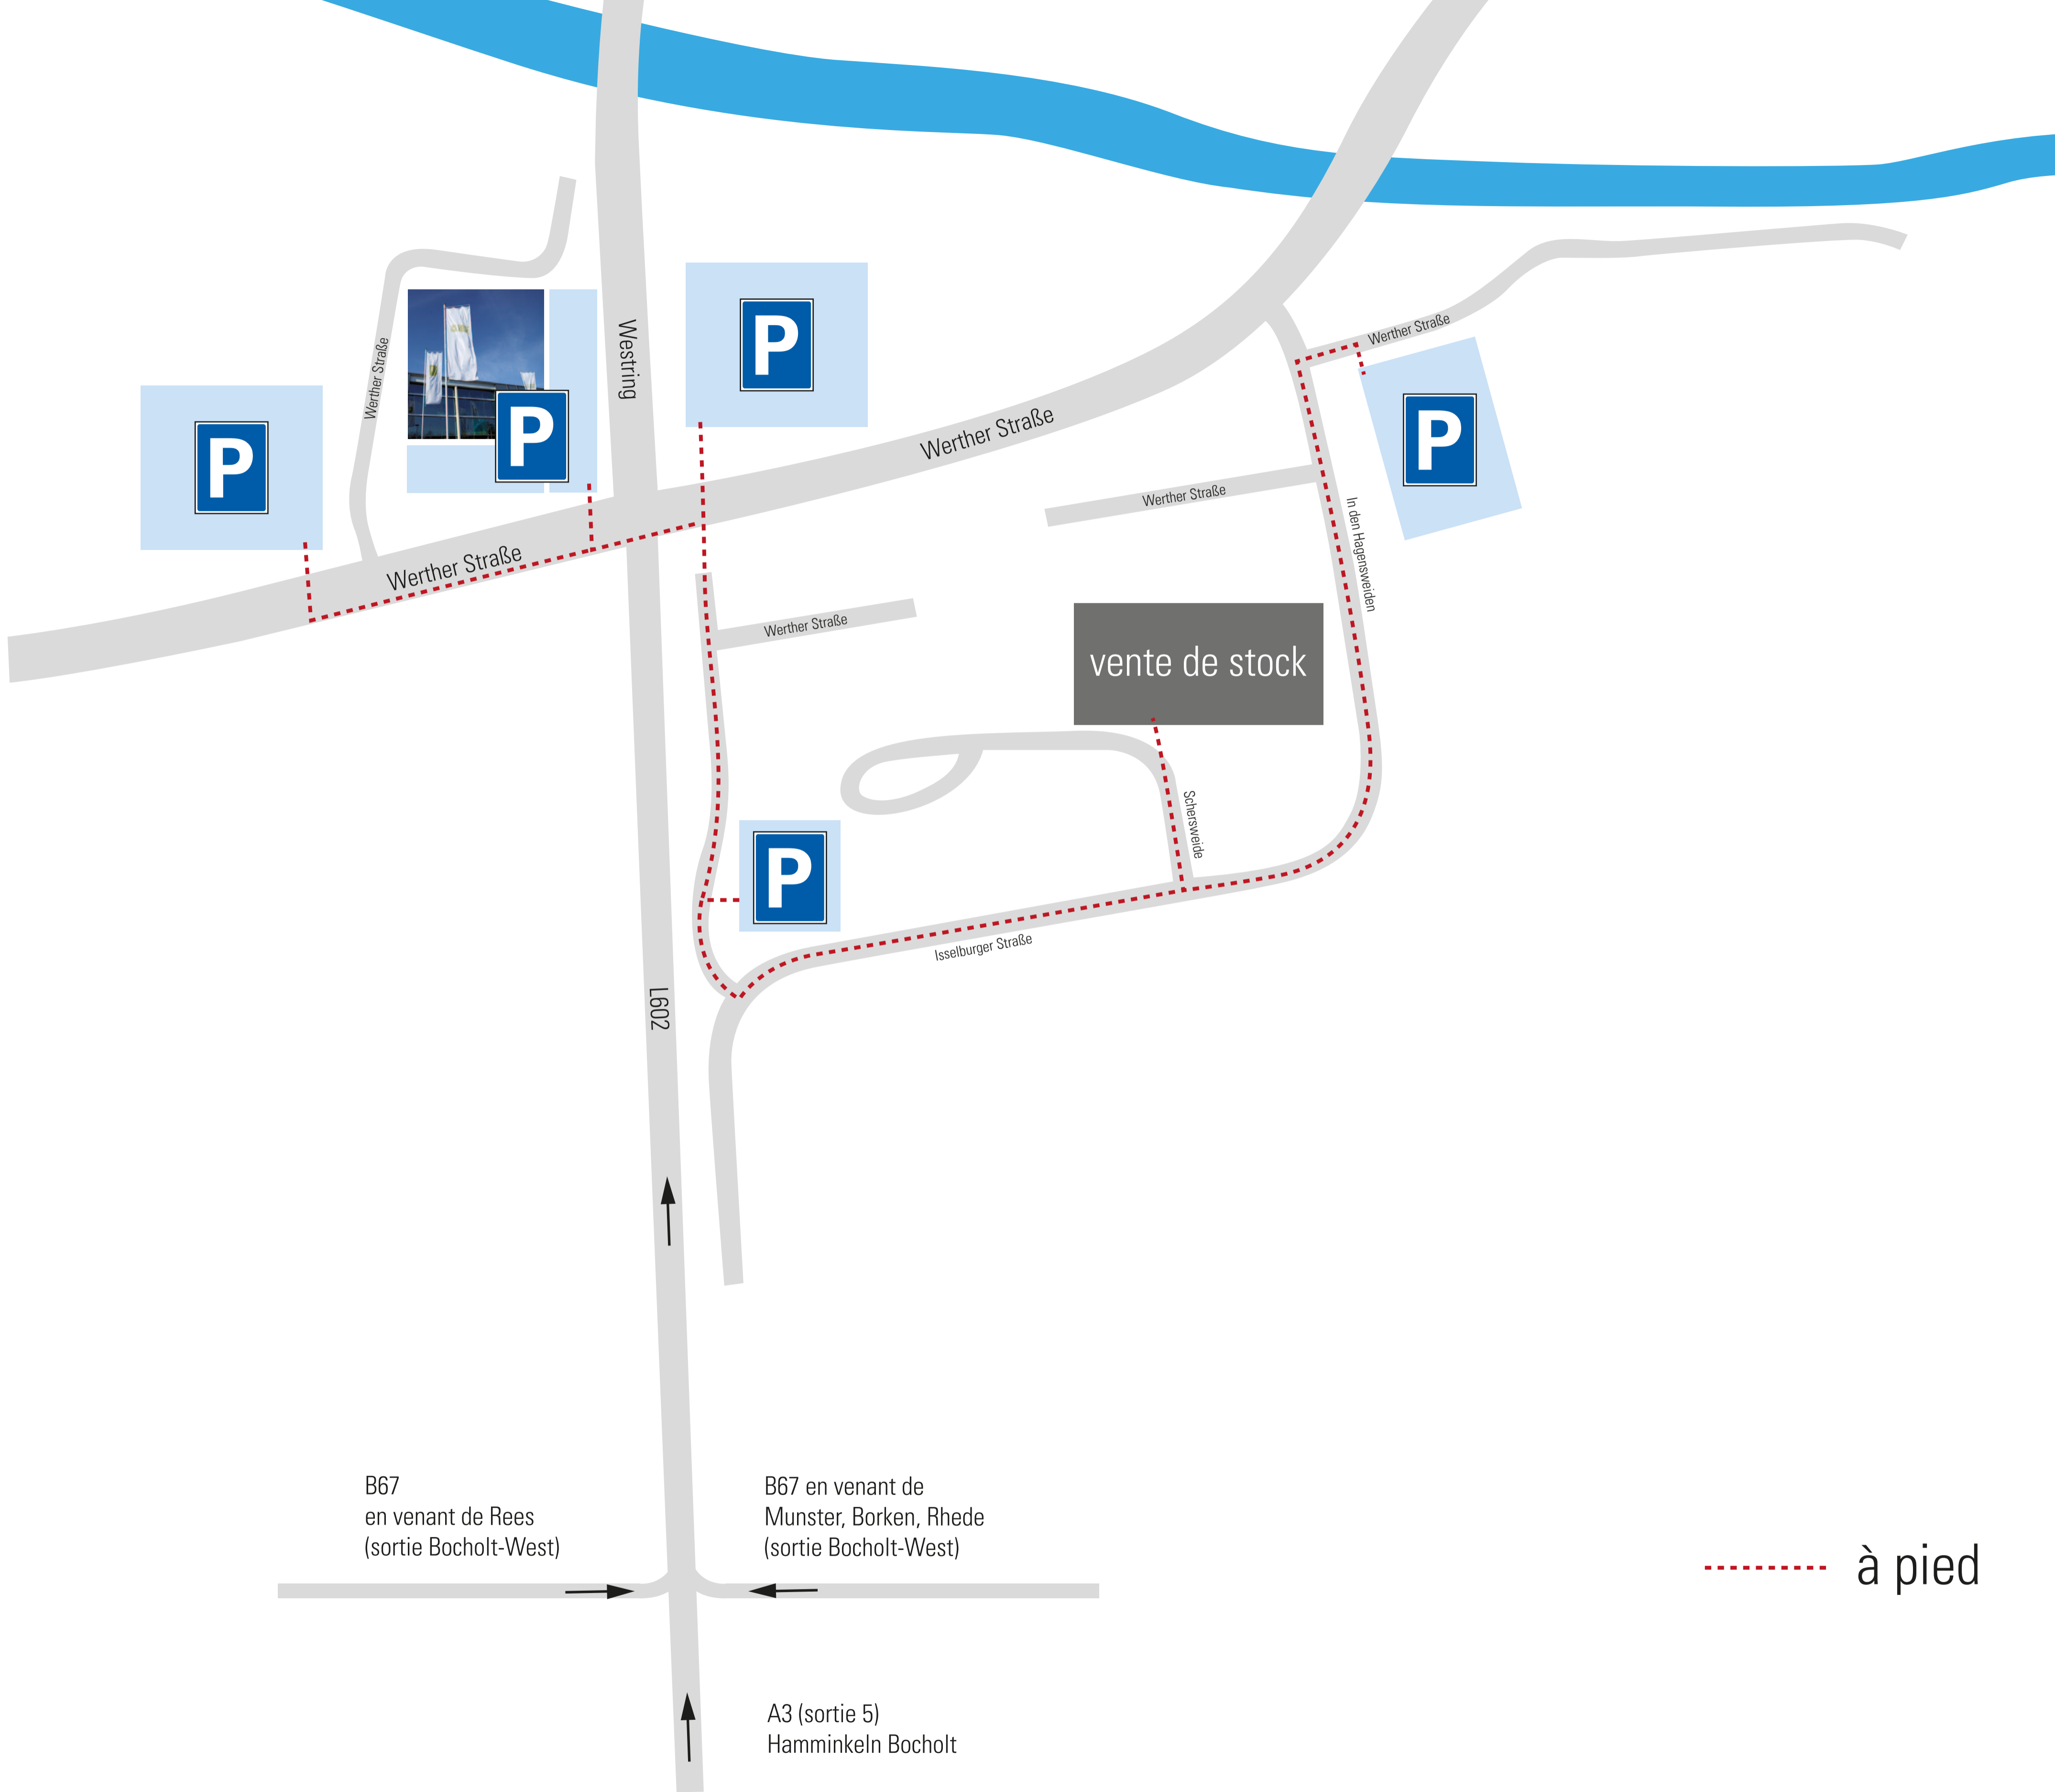 Westring
Werther Straße
P
P
P
P
Werther Straße
Werther Straße
Werther Straße
In den Hagensweiden
Werther Straße
Werther Straße
vente de stock
Schersweide
P
Isselburger Straße
L602
B67
en venant de Rees
(sortie Bocholt-West)
B67 en venant de
Munster, Borken, Rhede
(sortie Bocholt-West)
à pied
A3 (sortie 5)
Hamminkeln Bocholt